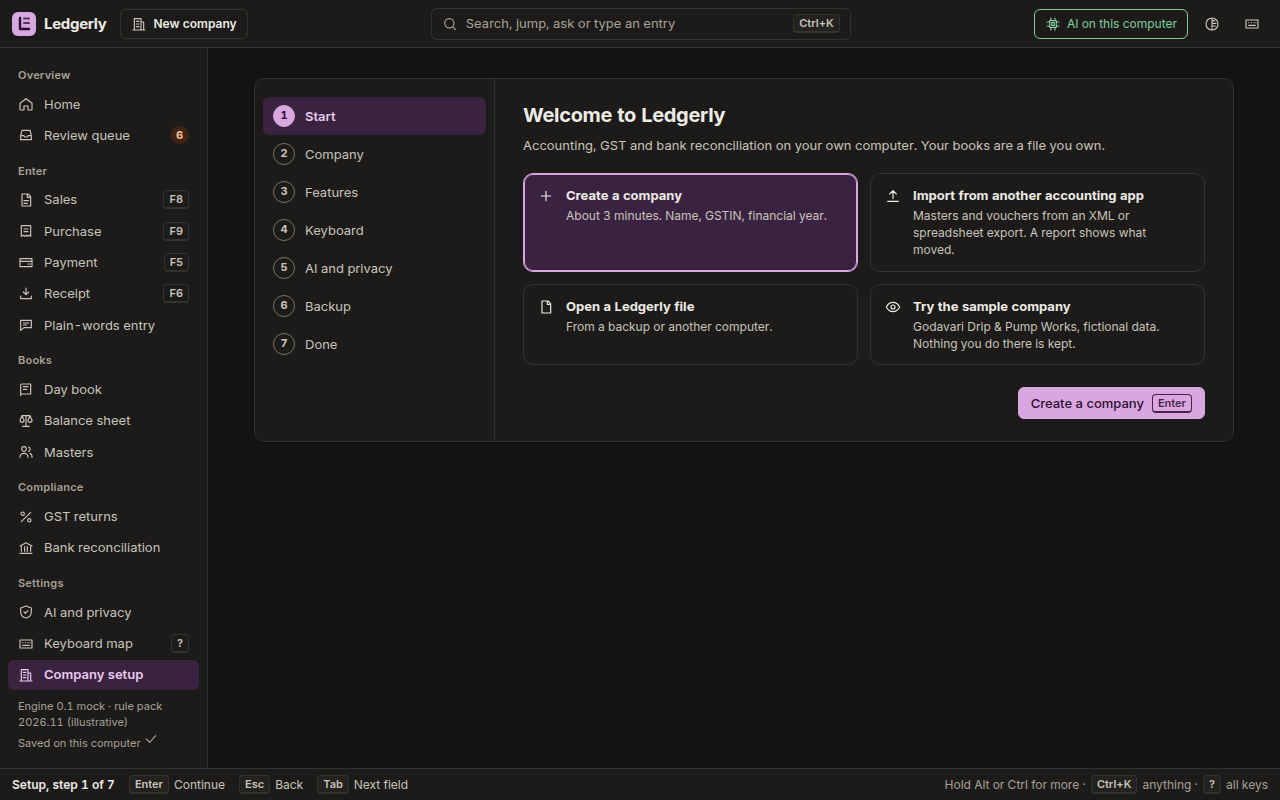 Ledgerly
New company
Search, jump, ask or type an entry
Ctrl+K
AI on this computer
Overview
Home
Review queue
6
Enter
Sales F8
Purchase F9
Payment F5
Receipt F6
Plain-words entry
Books
Day book
Balance sheet
Masters
Compliance
GST returns
Bank reconciliation
Settings
AI and privacy
Keyboard map ?
Company setup
Engine 0.1 mock · rule pack
2026.11 (illustrative)
Saved on this computer
1 Start
2 Company
3 Features
4 Keyboard
5 AI and privacy
6 Backup
7 Done
Welcome to Ledgerly
Accounting, GST and bank reconciliation on your own computer. Your books are a file you own.
Create a company
About 3 minutes. Name, GSTIN, financial year.
Import from another accounting app
Masters and vouchers from an XML or
spreadsheet export. A report shows what
moved.
Open a Ledgerly file
From a backup or another computer.
Try the sample company
Godavari Drip & Pump Works, fictional data.
Nothing you do there is kept.
Create a company Enter
Setup, step 1 of 7 Enter Continue Esc Back Tab Next field
Hold Alt or Ctrl for more · Ctrl+K anything · ? all keys